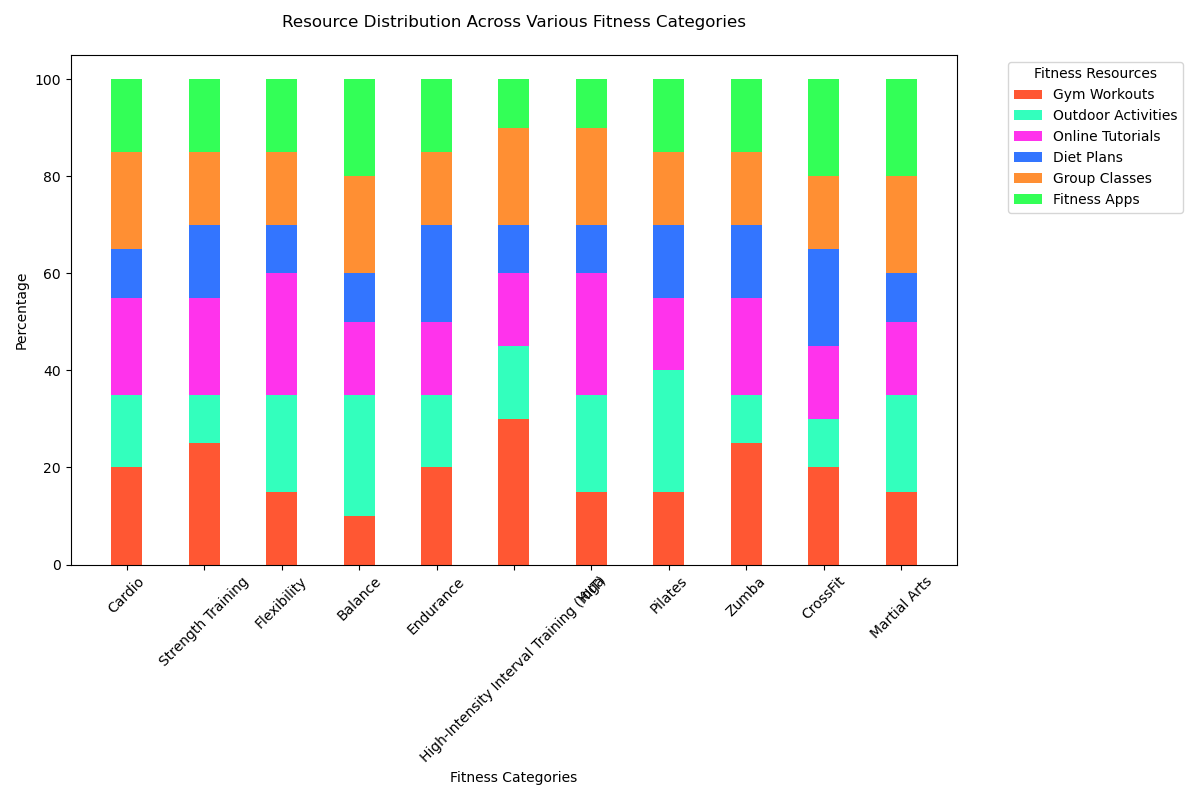 Resource Distribution Across Various Fitness Categories
Percentage
100
80
60
40
20
0
Cardio
Strength Training
Flexibility
Balance
Endurance
High-Intensity Interval Training (HIIT)
Yoga
Pilates
Zumba
CrossFit
Martial Arts
Fitness Categories
Fitness Resources
Gym Workouts
Outdoor Activities
Online Tutorials
Diet Plans
Group Classes
Fitness Apps